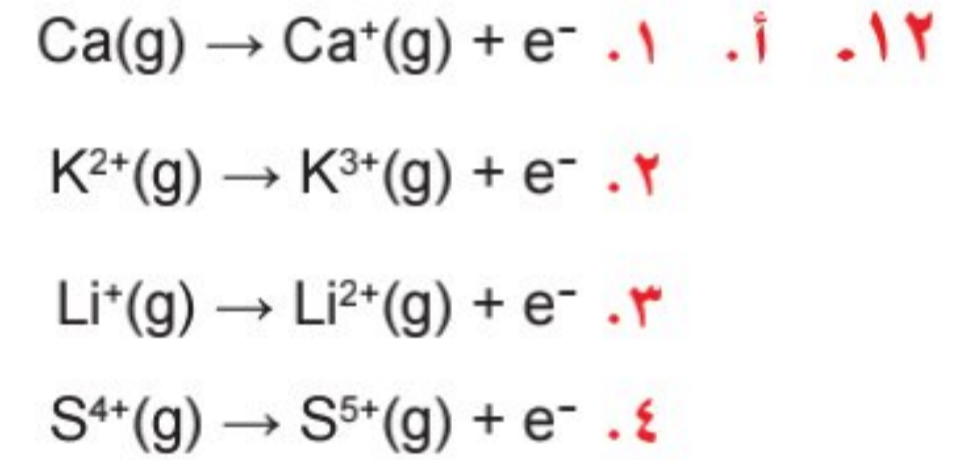 ١٢. أ. ١. Ca(g) → Ca⁺(g) + e⁻
٢. K²⁺(g) → K³⁺(g) + e⁻
٣. Li⁺(g) → Li²⁺(g) + e⁻
٤. S⁴⁺(g) → S⁵⁺(g) + e⁻